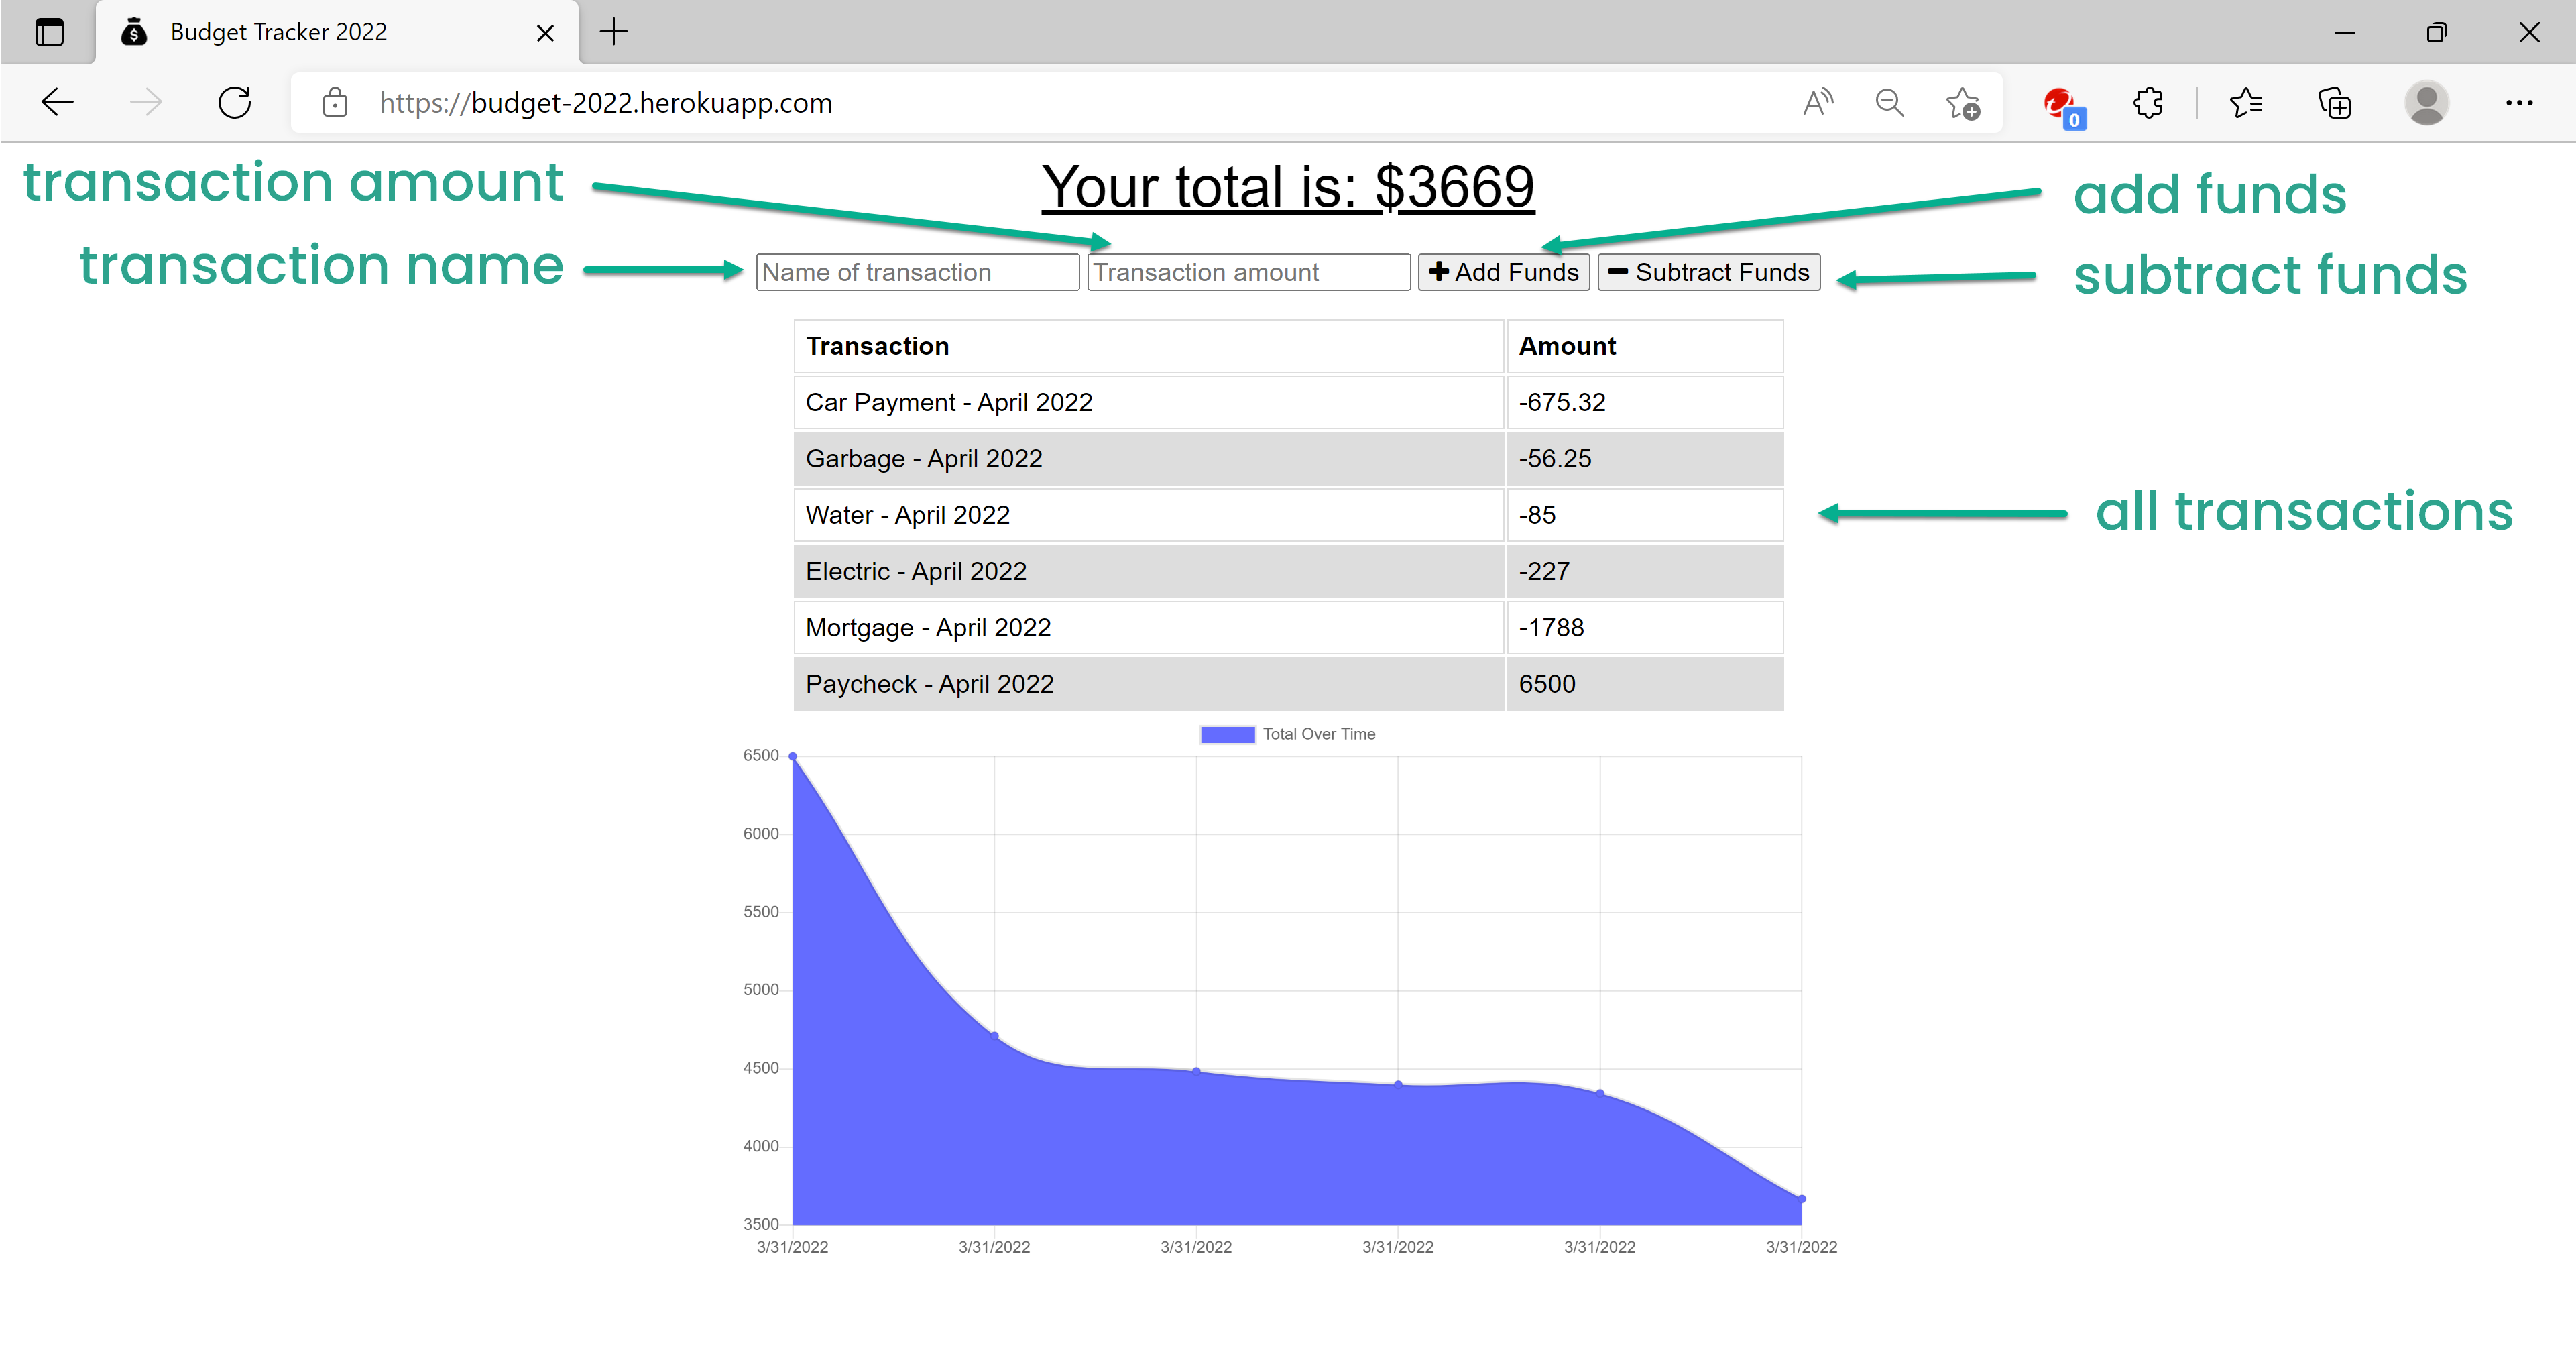 Budget Tracker 2022
https://budget-2022.herokuapp.com
0
transaction amount
Your total is: $3669
add funds
transaction name
Name of transaction Transaction amount Add Funds Subtract Funds
subtract funds
Transaction Amount
Car Payment - April 2022 -675.32
Garbage - April 2022 -56.25
Water - April 2022 -85
all transactions
Electric - April 2022 -227
Mortgage - April 2022 -1788
Paycheck - April 2022 6500
Total Over Time
6500
6000
5500
5000
4500
4000
3500
3/31/2022 3/31/2022 3/31/2022 3/31/2022 3/31/2022 3/31/2022